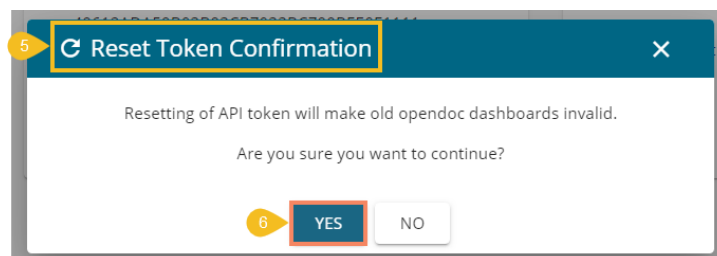 5
Reset Token Confirmation
Resetting of API token will make old opendoc dashboards invalid.
Are you sure you want to continue?
6
YES
NO